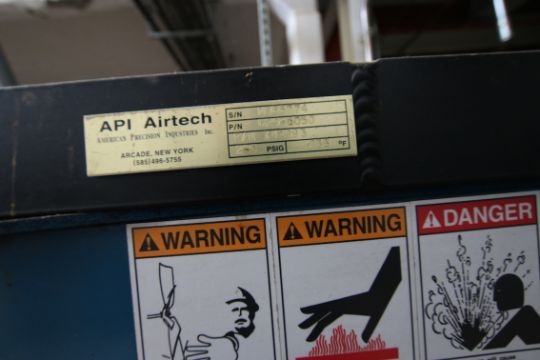 API Airtech
AMERICAN PRECISION INDUSTRIES Inc.
ARCADE, NEW YORK
(585) 496-5755
S/N
P/N
PSIG °F
WARNING
WARNING
DANGER